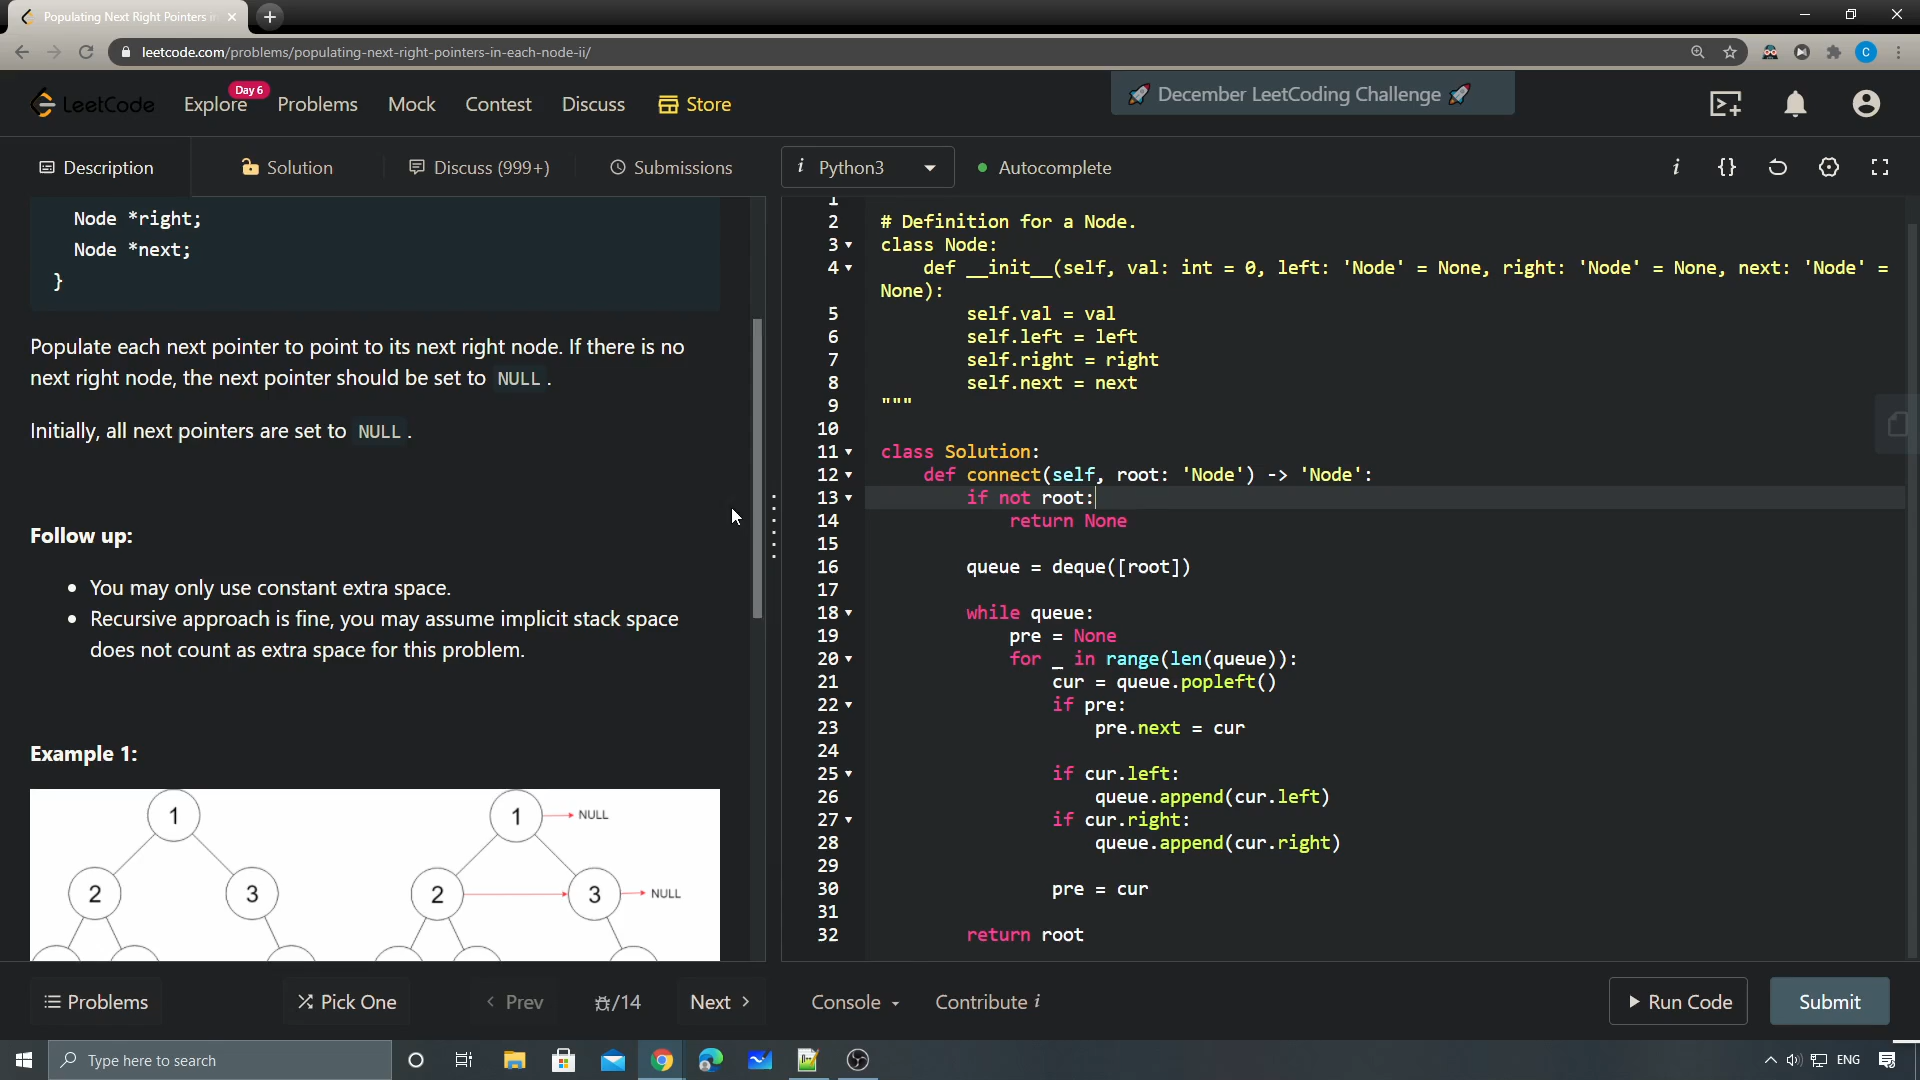 Populating Next Right Pointers in
leetcode.com/problems/populating-next-right-pointers-in-each-node-ii/
C
LeetCode
Explore
Day 6
Problems
Mock
Contest
Discuss
Store
🚀 December LeetCoding Challenge 🚀
Description
Solution
Discuss (999+)
Submissions
i Python3
Autocomplete
i
{}
Node *right;
Node *next;
}
Populate each next pointer to point to its next right node. If there is no
next right node, the next pointer should be set to NULL.
Initially, all next pointers are set to NULL.
Follow up:
• You may only use constant extra space.
• Recursive approach is fine, you may assume implicit stack space
does not count as extra space for this problem.
Example 1:
1
1
NULL
2
3
2
3
NULL
1
2 # Definition for a Node.
3 class Node:
4 def __init__(self, val: int = 0, left: 'Node' = None, right: 'Node' = None, next: 'Node' =
None):
5 self.val = val
6 self.left = left
7 self.right = right
8 self.next = next
9 """
10
11 class Solution:
12 def connect(self, root: 'Node') -> 'Node':
13 if not root:
14 return None
15
16 queue = deque([root])
17
18 while queue:
19 pre = None
20 for _ in range(len(queue)):
21 cur = queue.popleft()
22 if pre:
23 pre.next = cur
24
25 if cur.left:
26 queue.append(cur.left)
27 if cur.right:
28 queue.append(cur.right)
29
30 pre = cur
31
32 return root
Problems
Pick One
< Prev
/14
Next >
Console
Contribute i
Run Code
Submit
Type here to search
ENG